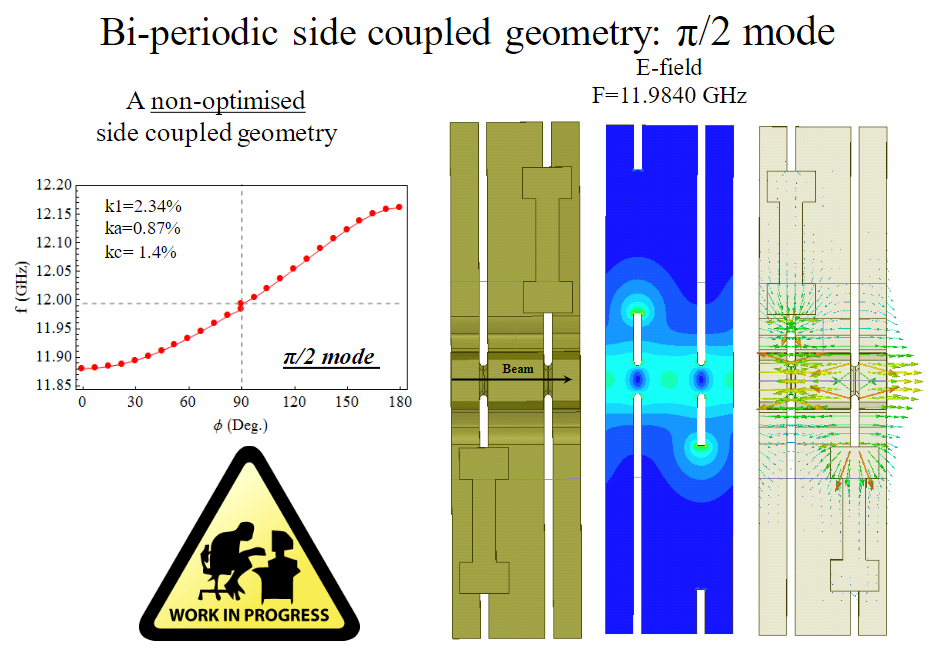 Bi-periodic side coupled geometry: π/2 mode
A non-optimised
side coupled geometry
E-field
F=11.9840 GHz
12.20
12.15
12.10
12.05
12.00
11.95
11.90
11.85
f (GHz)
k1=2.34%
ka=0.87%
kc= 1.4%
π/2 mode
0 30 60 90 120 150 180
ϕ (Deg.)
Beam
WORK IN PROGRESS